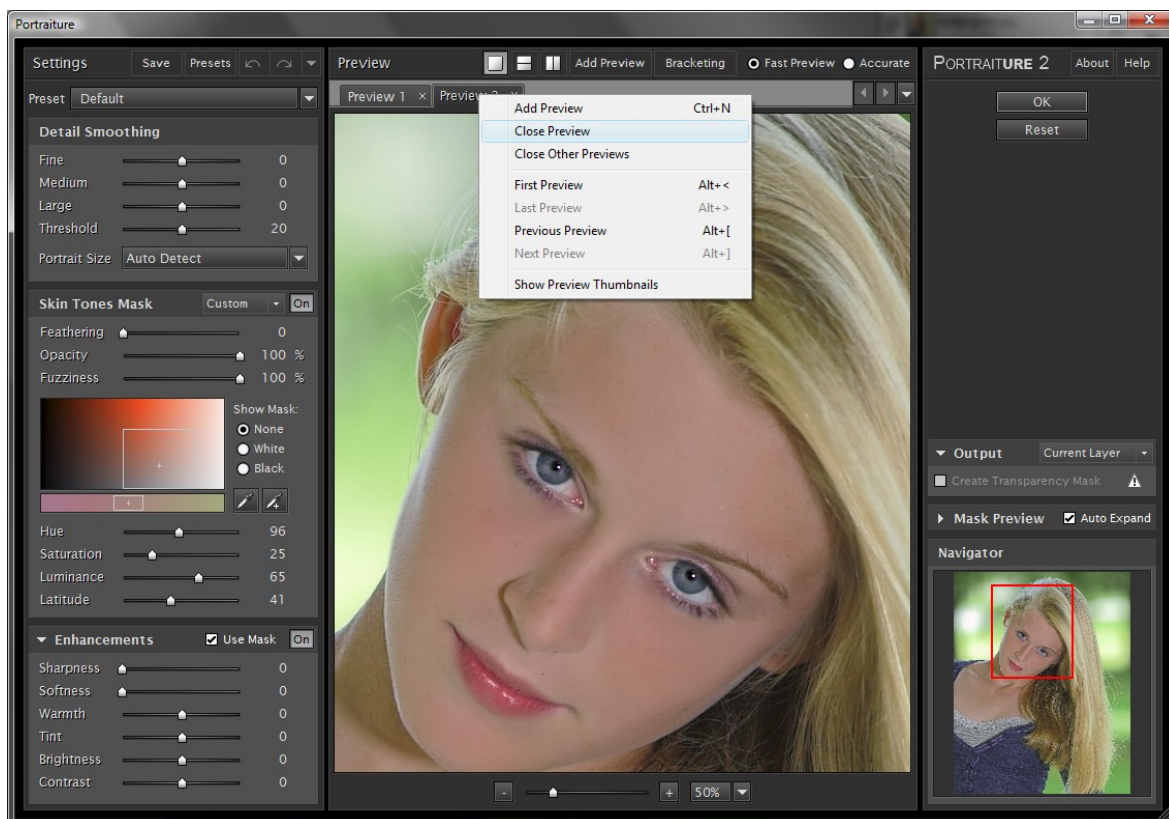 Portraiture
Settings Save Presets
Preset Default
Detail Smoothing
Fine 0
Medium 0
Large 0
Threshold 20
Portrait Size Auto Detect
Skin Tones Mask Custom On
Feathering 0
Opacity 100 %
Fuzziness 100 %
Show Mask:
None
White
Black
Hue 96
Saturation 25
Luminance 65
Latitude 41
Enhancements Use Mask On
Sharpness 0
Softness 0
Warmth 0
Tint 0
Brightness 0
Contrast 0
Preview Add Preview Bracketing Fast Preview Accurate
Preview 1 ×
Add Preview Ctrl+N
Close Preview
Close Other Previews
First Preview Alt+<
Last Preview Alt+>
Previous Preview Alt+[
Next Preview Alt+]
Show Preview Thumbnails
- + 50%
PORTRAITURE 2 About Help
OK
Reset
Output Current Layer
Create Transparency Mask
Mask Preview Auto Expand
Navigator